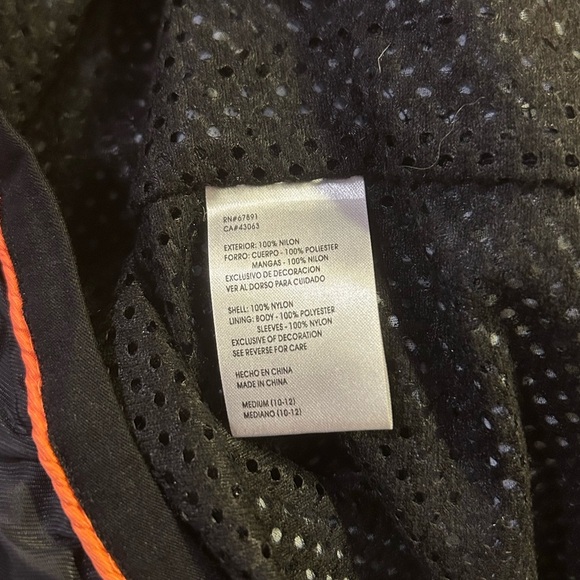 RN#67891
CA#43063
EXTERIOR: 100% NILON
FORRO: CUERPO - 100% POLIESTER
MANGAS - 100% NILON
EXCLUSIVO DE DECORACION
VER AL DORSO PARA CUIDADO
SHELL: 100% NYLON
LINING: BODY - 100% POLYESTER
SLEEVES - 100% NYLON
EXCLUSIVE OF DECORATION
SEE REVERSE FOR CARE
HECHO EN CHINA
MADE IN CHINA
MEDIUM (10-12)
MEDIANO (10-12)